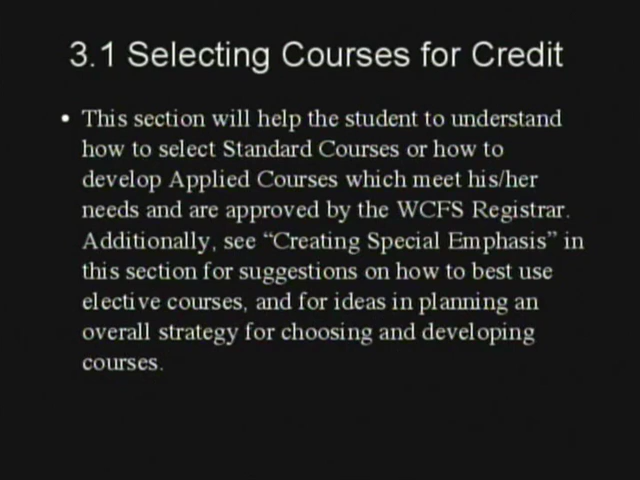 3.1 Selecting Courses for Credit
• This section will help the student to understand
how to select Standard Courses or how to
develop Applied Courses which meet his/her
needs and are approved by the WCFS Registrar.
Additionally, see “Creating Special Emphasis” in
this section for suggestions on how to best use
elective courses, and for ideas in planning an
overall strategy for choosing and developing
courses.